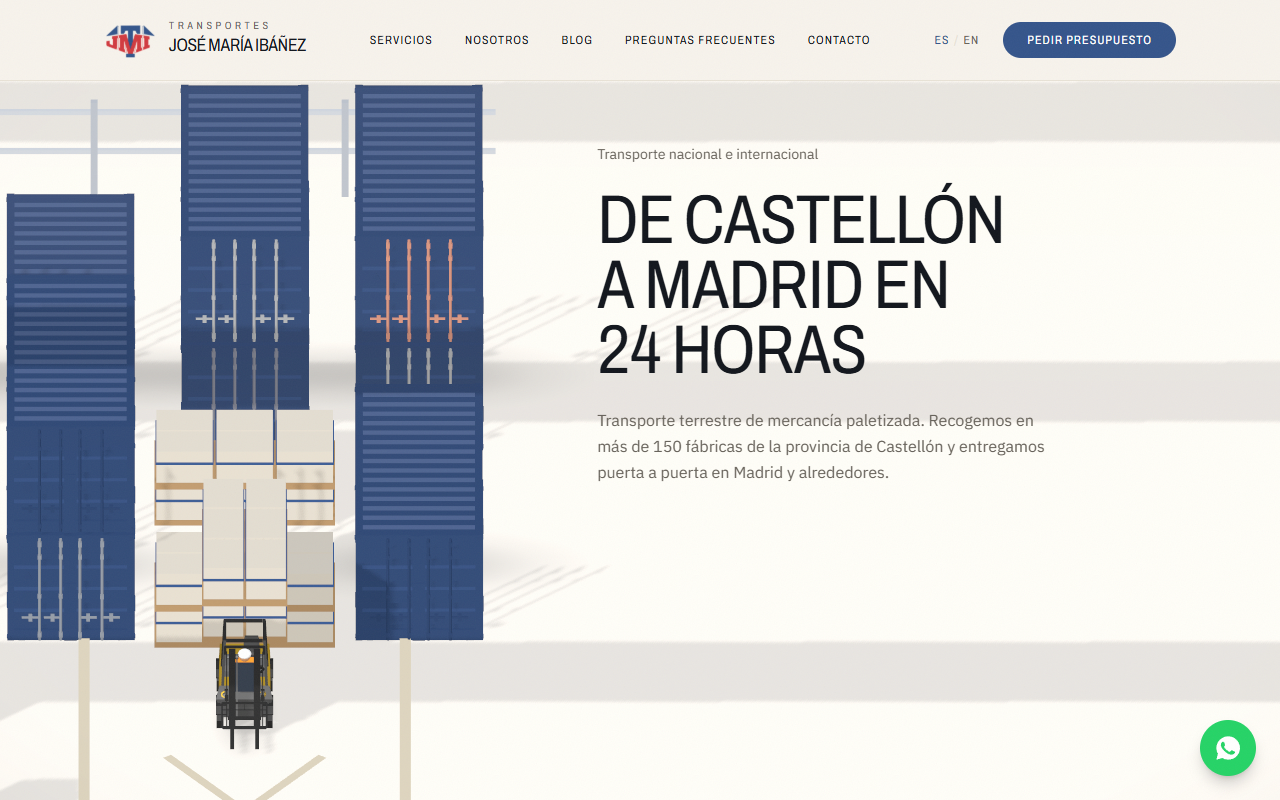 JMI
TRANSPORTES
JOSÉ MARÍA IBÁÑEZ
SERVICIOS
NOSOTROS
BLOG
PREGUNTAS FRECUENTES
CONTACTO
ES / EN
PEDIR PRESUPUESTO
Transporte nacional e internacional
DE CASTELLÓN
A MADRID EN
24 HORAS
Transporte terrestre de mercancía paletizada. Recogemos en
más de 150 fábricas de la provincia de Castellón y entregamos
puerta a puerta en Madrid y alrededores.